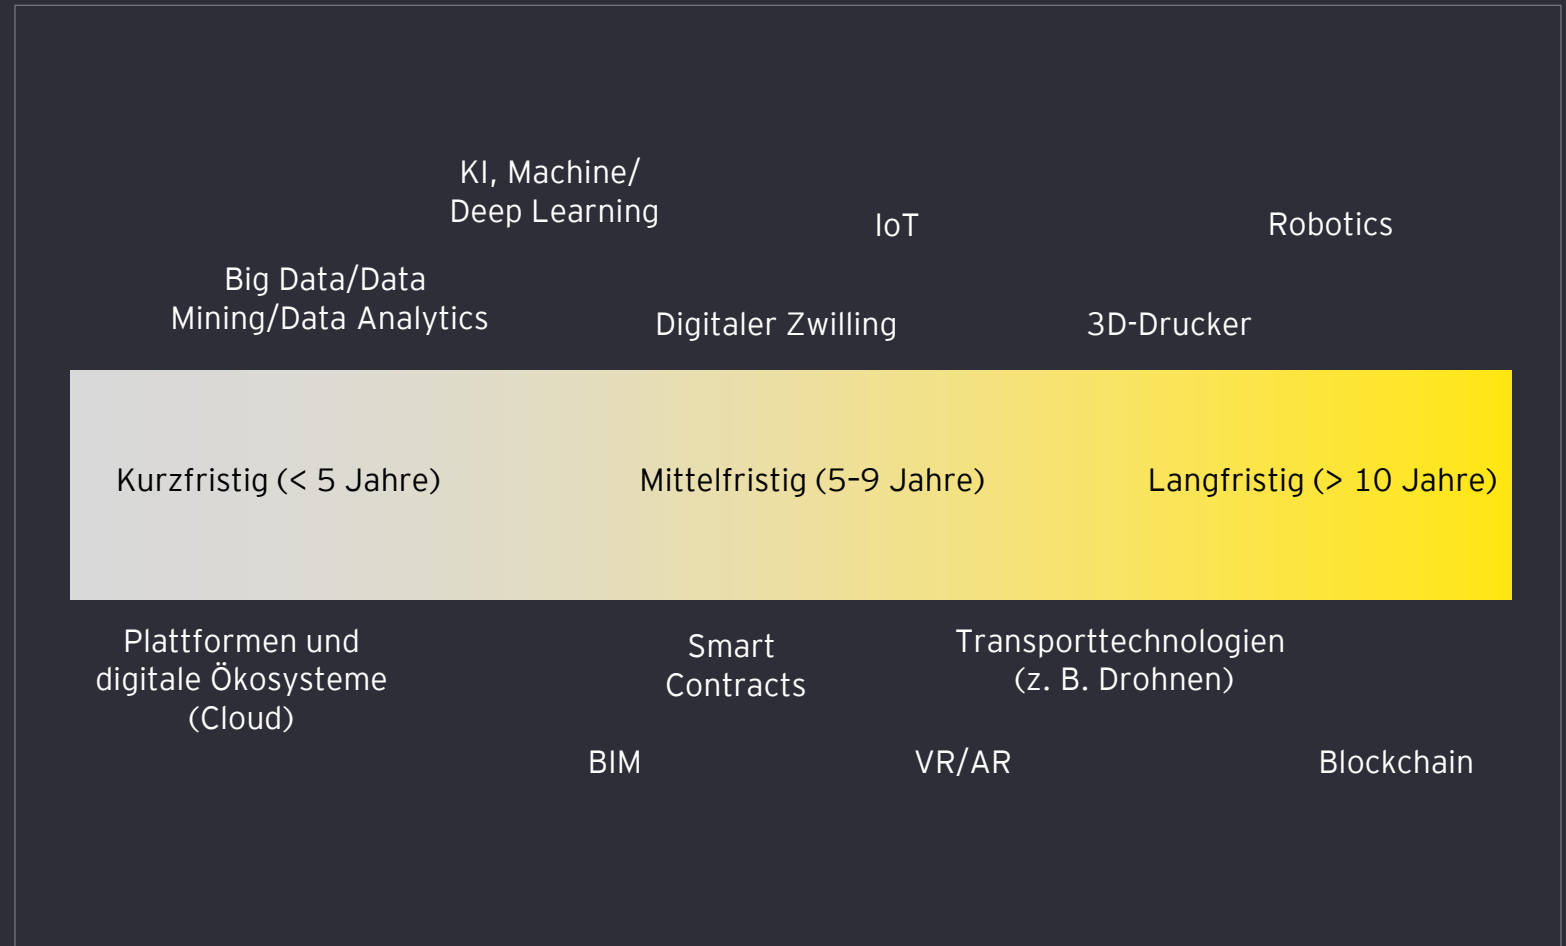 KI, Machine/
Deep Learning
IoT
Robotics
Big Data/Data
Mining/Data Analytics
Digitaler Zwilling
3D-Drucker
Kurzfristig (< 5 Jahre)
Mittelfristig (5–9 Jahre)
Langfristig (> 10 Jahre)
Plattformen und
digitale Ökosysteme
(Cloud)
Smart
Contracts
Transporttechnologien
(z. B. Drohnen)
BIM
VR/AR
Blockchain